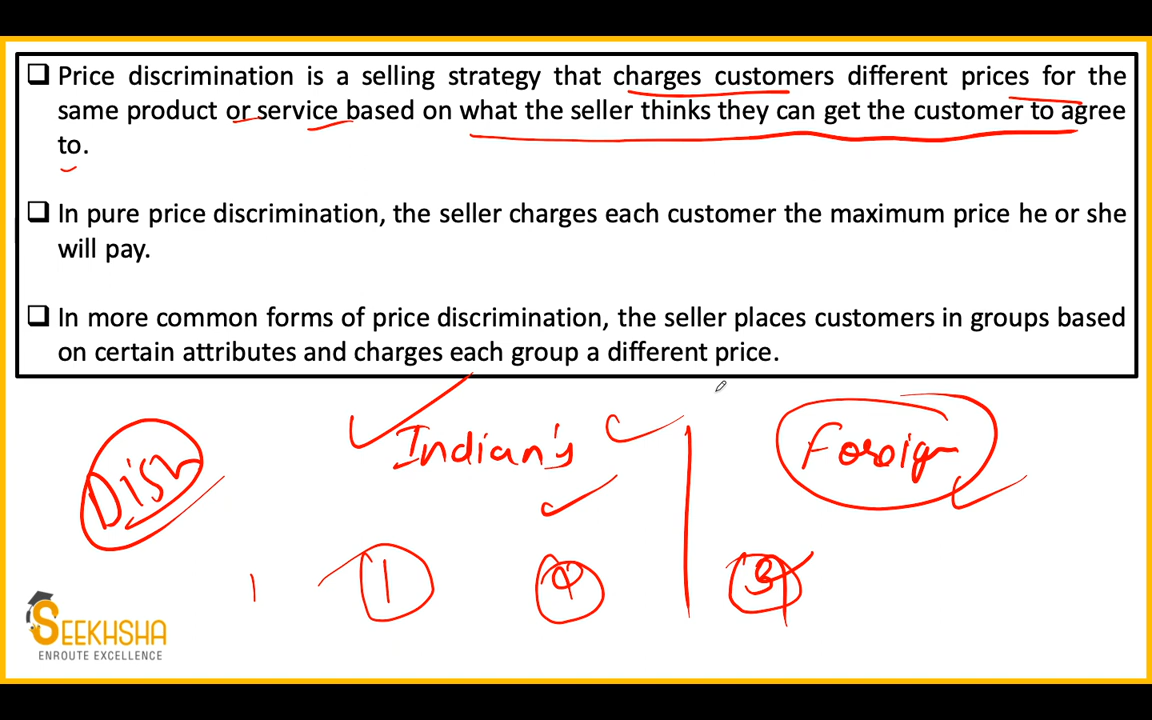 Price discrimination is a selling strategy that charges customers different prices for the
same product or service based on what the seller thinks they can get the customer to agree
to.
In pure price discrimination, the seller charges each customer the maximum price he or she
will pay.
In more common forms of price discrimination, the seller places customers in groups based
on certain attributes and charges each group a different price.
Dish
Indian's
Foreign
1
1
SEEKHSHA
ENROUTE EXCELLENCE